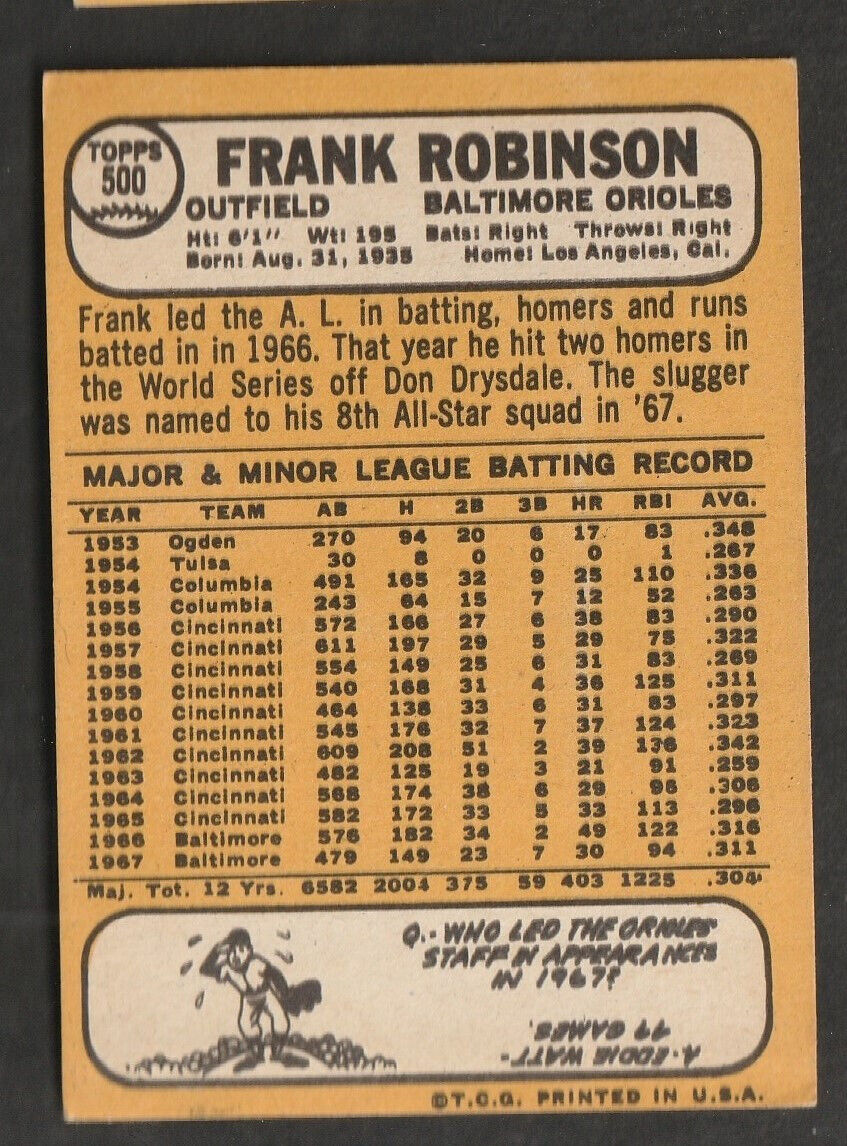 TOPPS
500
FRANK ROBINSON
OUTFIELD BALTIMORE ORIOLES
Ht: 6'1" Wt: 195 Bats: Right Throws: Right
Born: Aug. 31, 1935 Home: Los Angeles, Cal.
Frank led the A. L. in batting, homers and runs
batted in in 1966. That year he hit two homers in
the World Series off Don Drysdale. The slugger
was named to his 8th All-Star squad in '67.
MAJOR & MINOR LEAGUE BATTING RECORD
YEAR TEAM AB H 2B 3B HR RBI AVG.
1953 Ogden 270 94 20 6 17 83 .348
1954 Tulsa 30 8 0 0 0 1 .267
1954 Columbia 491 165 32 9 25 110 .336
1955 Columbia 243 64 15 7 12 52 .263
1956 Cincinnati 572 166 27 6 38 83 .290
1957 Cincinnati 611 197 29 5 29 75 .322
1958 Cincinnati 554 149 25 6 31 83 .269
1959 Cincinnati 540 168 31 4 36 125 .311
1960 Cincinnati 464 138 33 6 31 83 .297
1961 Cincinnati 545 176 32 7 37 124 .323
1962 Cincinnati 609 208 51 2 39 136 .342
1963 Cincinnati 482 125 19 3 21 91 .259
1964 Cincinnati 568 174 38 6 29 96 .306
1965 Cincinnati 582 172 33 5 33 113 .296
1966 Baltimore 576 182 34 2 49 122 .316
1967 Baltimore 479 149 23 7 30 94 .311
Maj. Tot. 12 Yrs. 6582 2004 375 59 403 1225 .304
Q.- WHO LED THE ORIOLES'
STAFF IN APPEARANCES
IN 1967?
A-EDDIE WATT-
49 GAMES.
©T.C.G. PRINTED IN U.S.A.